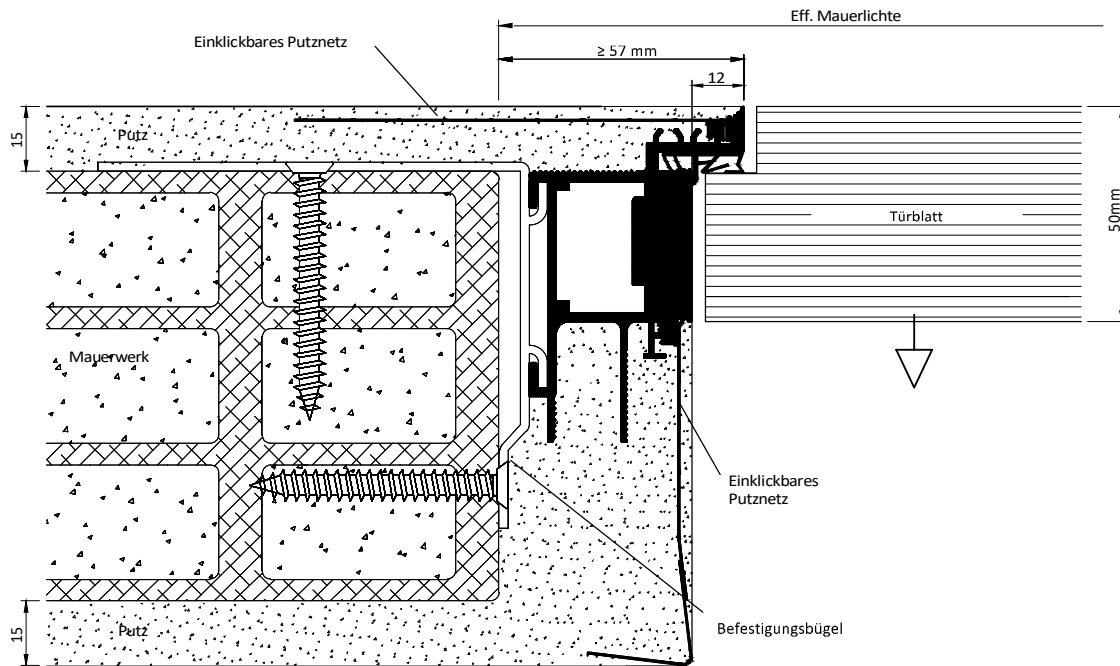 Eff. Mauerlichte
Einklickbares Putznetz
≥ 57 mm
12
15
Putz
50mm
Türblatt
Mauerwerk
Einklickbares
Putznetz
15
Putz
Befestigungsbügel